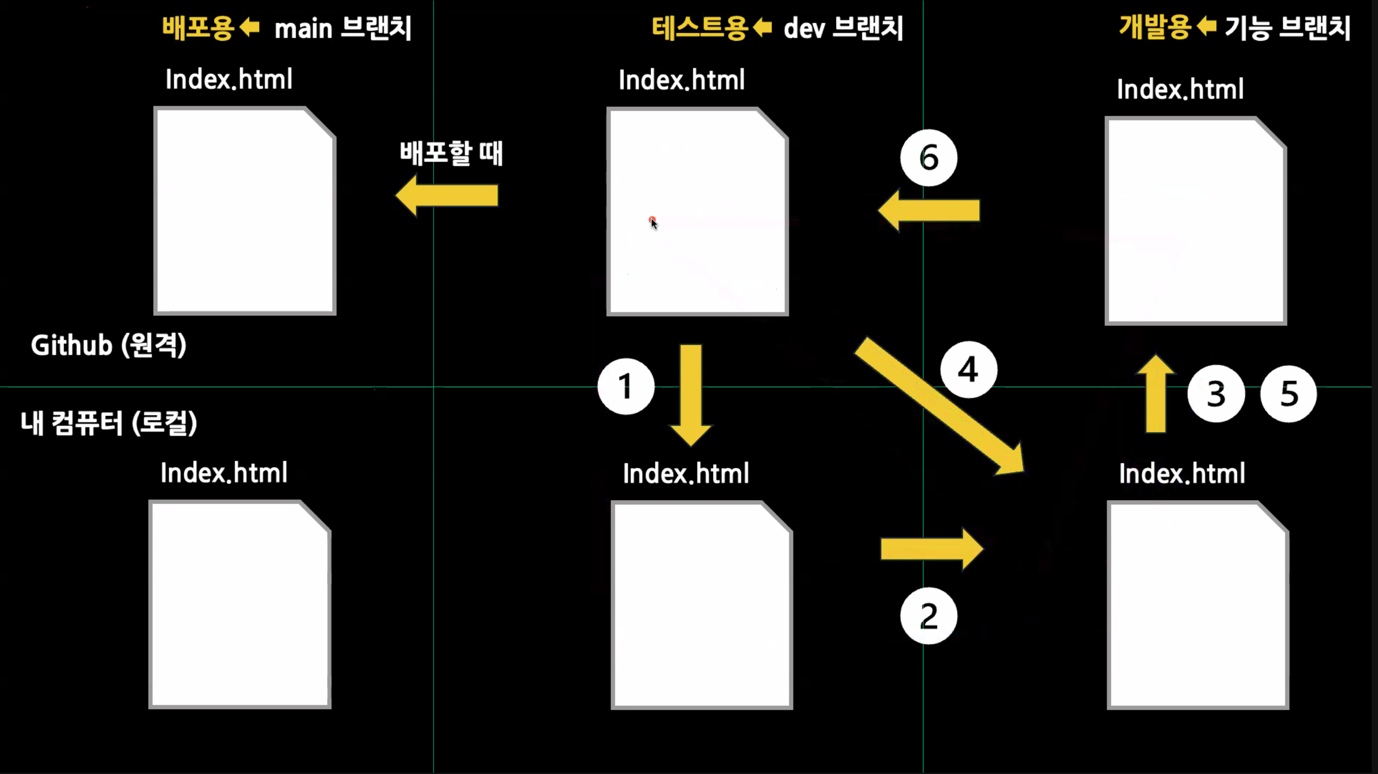 배포용 main 브랜치
테스트용 dev 브랜치
개발용 기능 브랜치
Index.html
Index.html
Index.html
배포할 때
6
Github (원격)
1
4
3 5
내 컴퓨터 (로컬)
Index.html
Index.html
Index.html
2